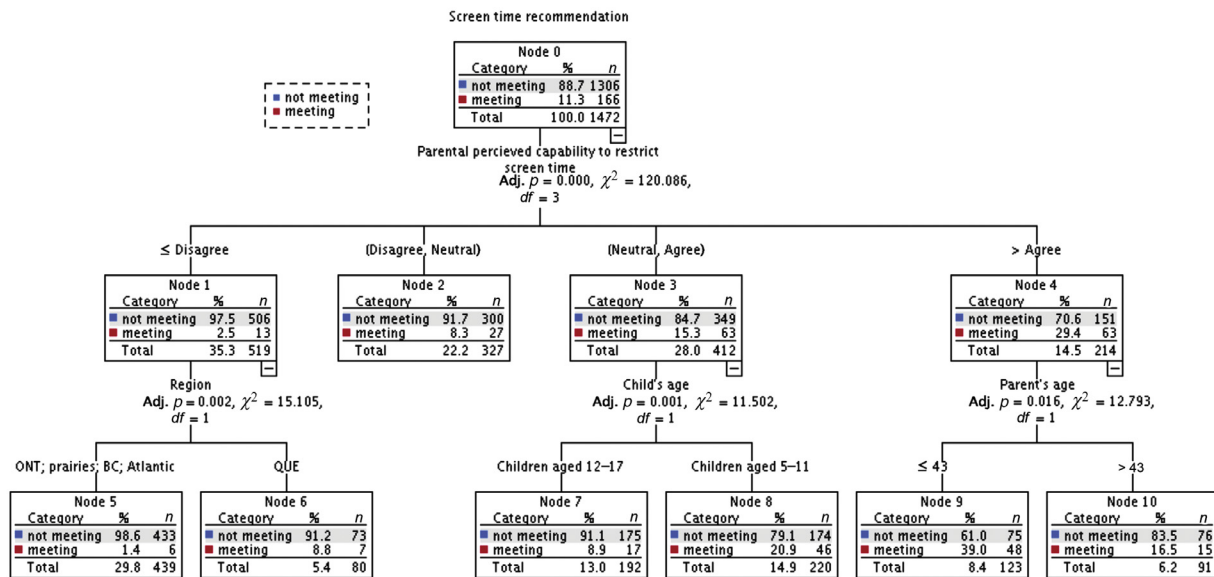 Screen time recommendation
Node 0
Category % n
not meeting 88.7 1306
meeting 11.3 166
Total 100.0 1472
not meeting
meeting
Parental percieved capability to restrict
screen time
Adj. p = 0.000, χ² = 120.086,
df = 3
≤ Disagree
(Disagree, Neutral)
(Neutral, Agree)
> Agree
Node 1
Category % n
not meeting 97.5 506
meeting 2.5 13
Total 35.3 519
Node 2
Category % n
not meeting 91.7 300
meeting 8.3 27
Total 22.2 327
Node 3
Category % n
not meeting 84.7 349
meeting 15.3 63
Total 28.0 412
Node 4
Category % n
not meeting 70.6 151
meeting 29.4 63
Total 14.5 214
Region
Adj. p = 0.002, χ² = 15.105,
df = 1
Child's age
Adj. p = 0.001, χ² = 11.502,
df = 1
Parent's age
Adj. p = 0.016, χ² = 12.793,
df = 1
ONT; prairies; BC; Atlantic
QUE
Children aged 12–17
Children aged 5–11
≤ 43
> 43
Node 5
Category % n
not meeting 98.6 433
meeting 1.4 6
Total 29.8 439
Node 6
Category % n
not meeting 91.2 73
meeting 8.8 7
Total 5.4 80
Node 7
Category % n
not meeting 91.1 175
meeting 8.9 17
Total 13.0 192
Node 8
Category % n
not meeting 79.1 174
meeting 20.9 46
Total 14.9 220
Node 9
Category % n
not meeting 61.0 75
meeting 39.0 48
Total 8.4 123
Node 10
Category % n
not meeting 83.5 76
meeting 16.5 15
Total 6.2 91